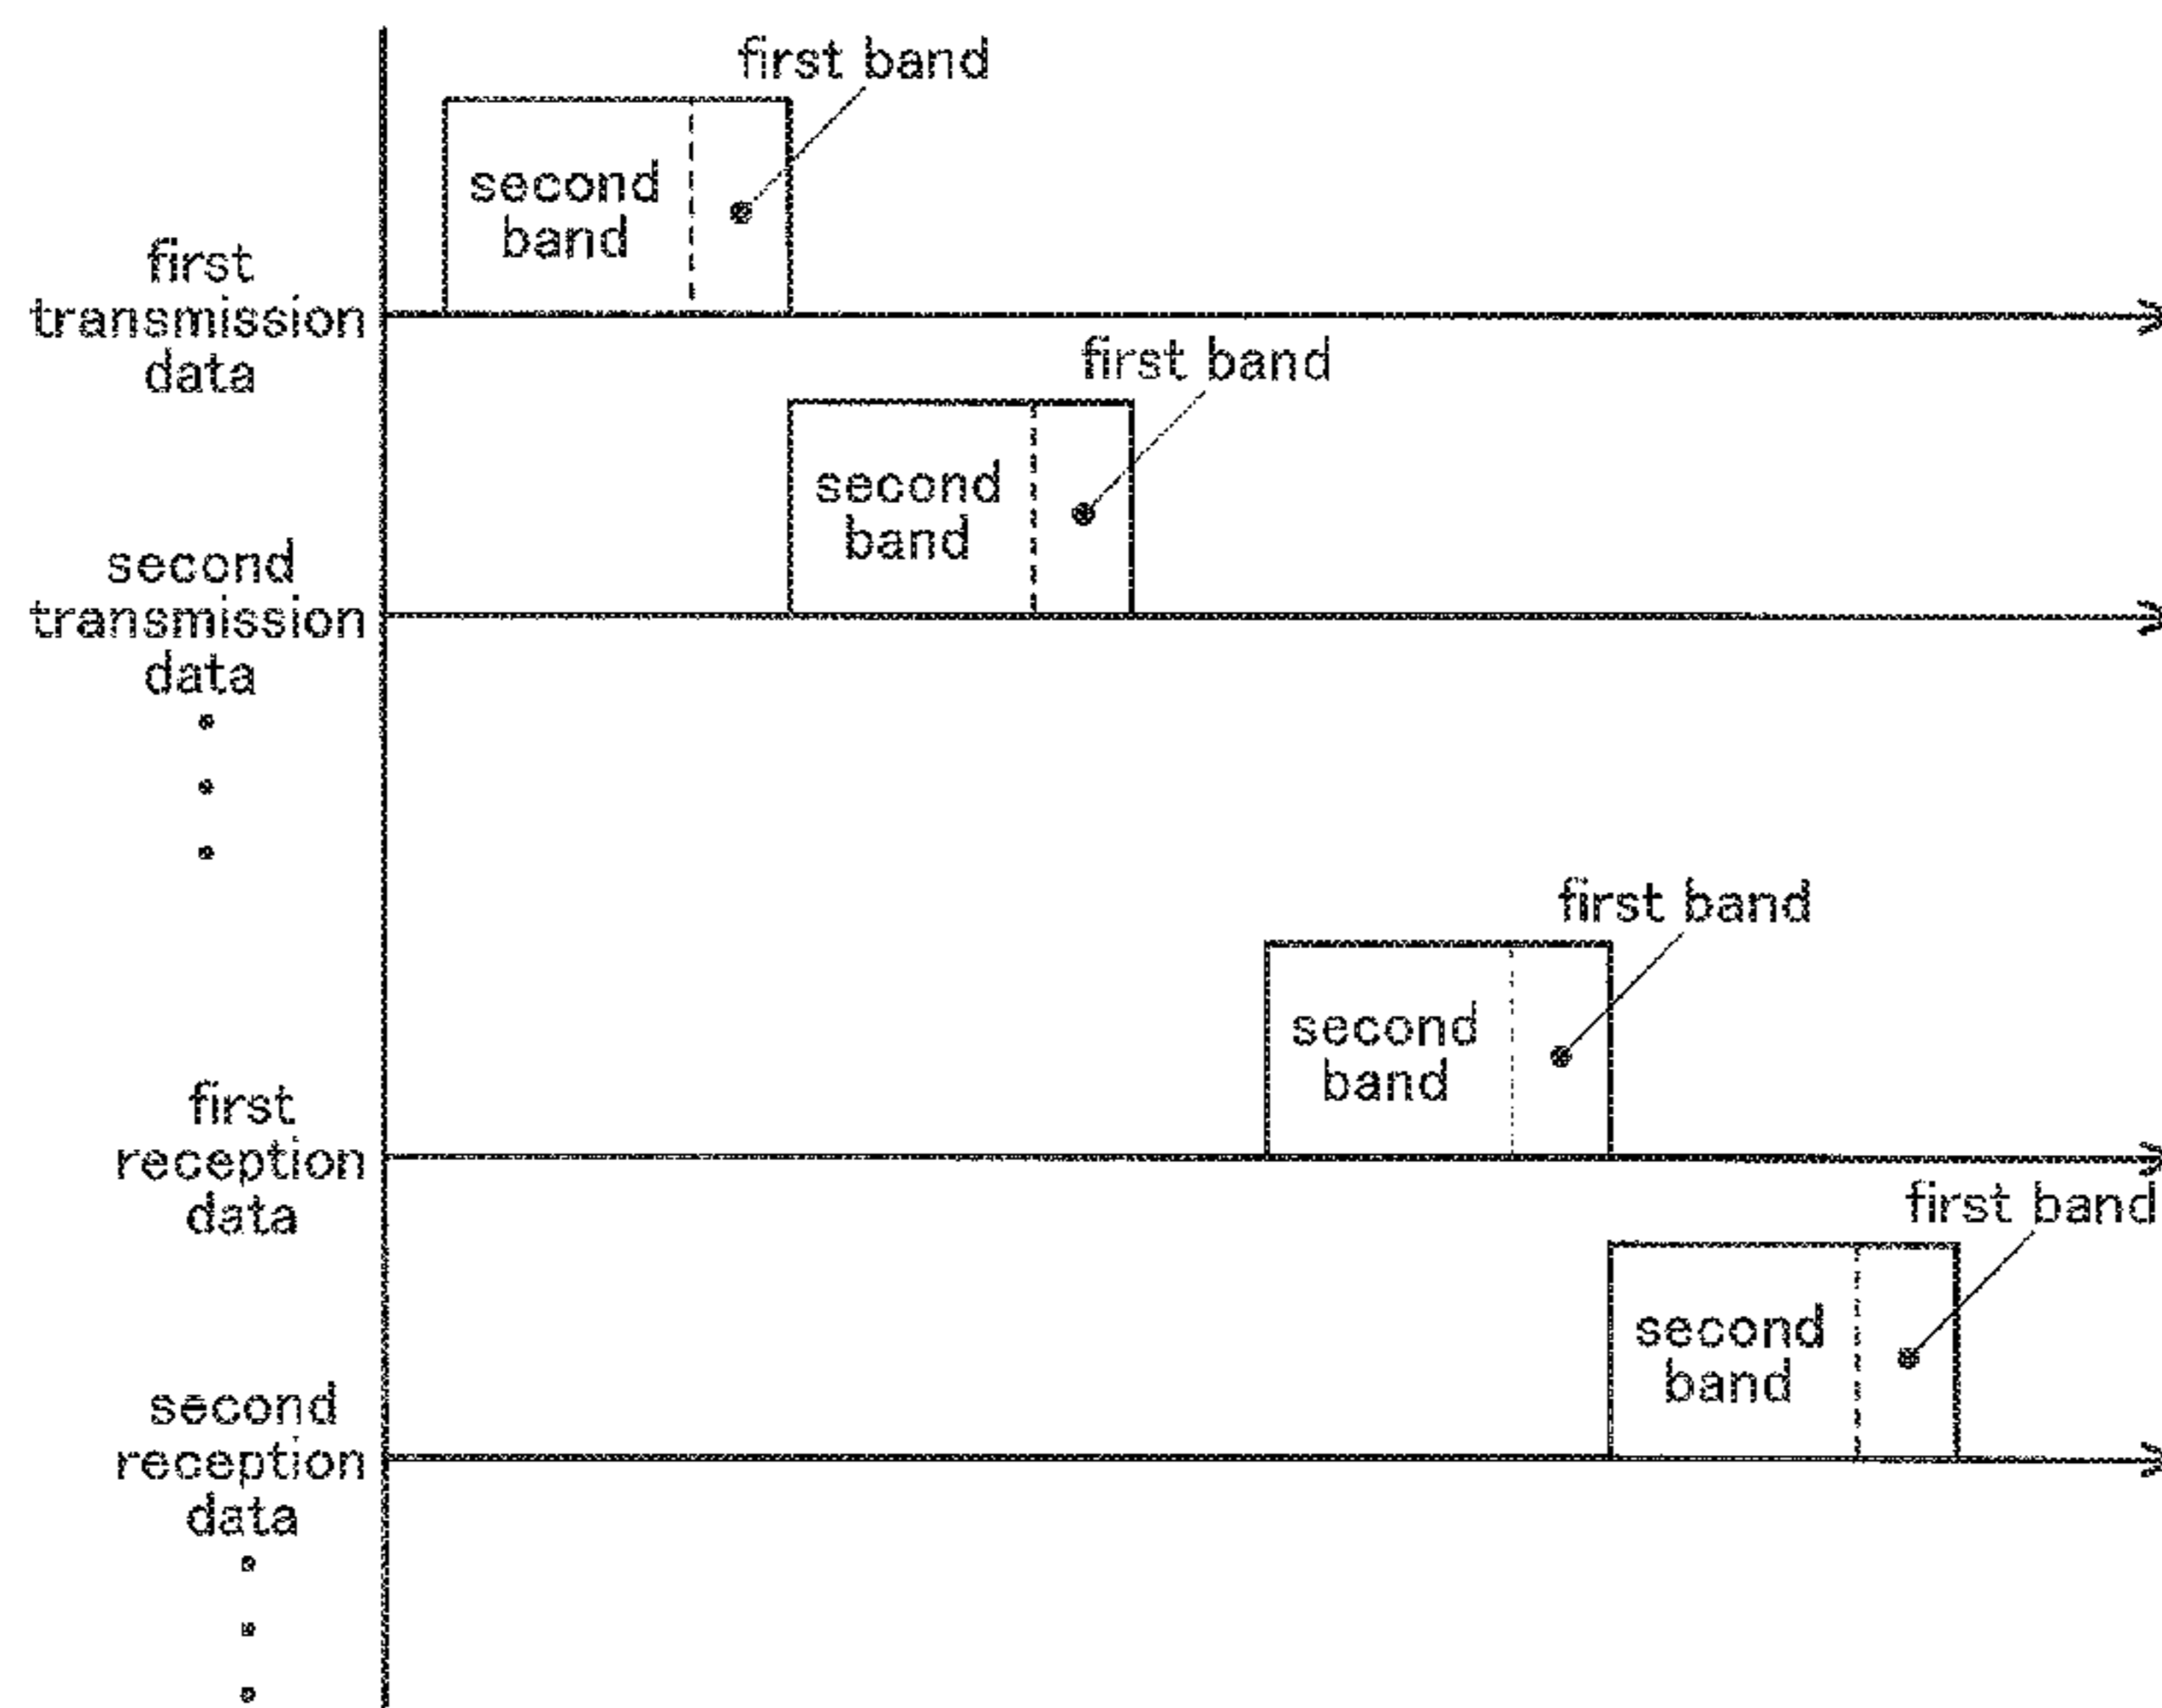 first band
second
band
first
transmission
data
first band
second
band
second
transmission
data
first band
second
band
first
reception
data
first band
second
band
second
reception
data